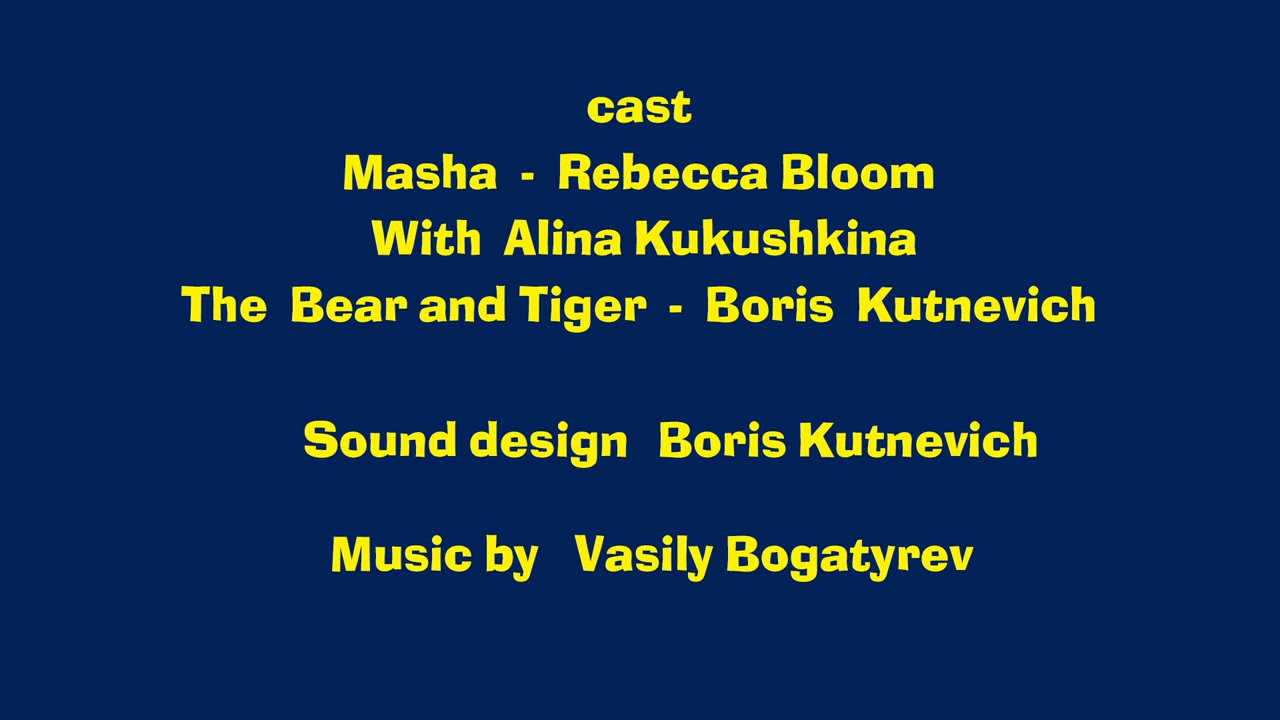 cast
Masha - Rebecca Bloom
With Alina Kukushkina
The Bear and Tiger - Boris Kutnevich
Sound design Boris Kutnevich
Music by Vasily Bogatyrev